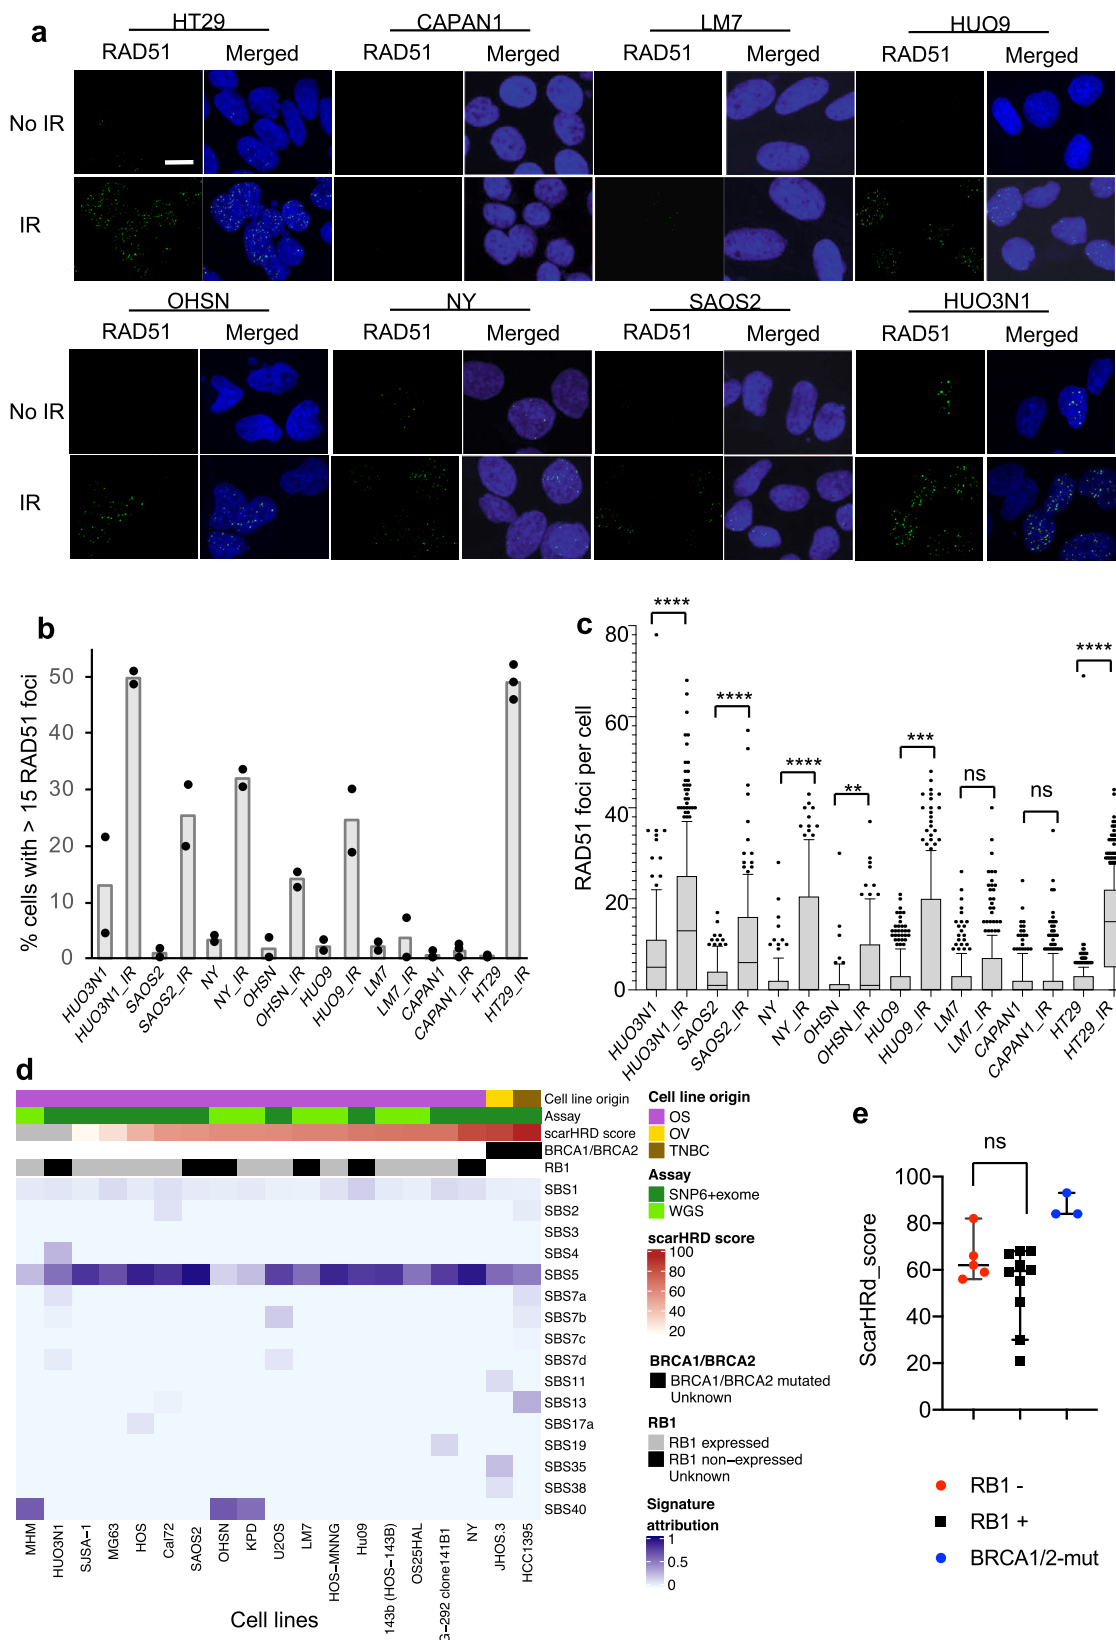 a
HT29 CAPAN1 LM7 HUO9
RAD51 Merged RAD51 Merged RAD51 Merged RAD51 Merged
No IR
IR
OHSN NY SAOS2 HUO3N1
RAD51 Merged RAD51 Merged RAD51 Merged RAD51 Merged
No IR
IR
b
% cells with > 15 RAD51 foci
50
40
30
20
10
0
HUO3N1 HUO3N1_IR SAOS2 SAOS2_IR NY NY_IR OHSN OHSN_IR HUO9 HUO9_IR LM7 LM7_IR CAPAN1 CAPAN1_IR HT29 HT29_IR
c
RAD51 foci per cell
80
60
40
20
0
**** **** **** ** *** ns ns ****
HUO3N1 HUO3N1_IR SAOS2 SAOS2_IR NY NY_IR OHSN OHSN_IR HUO9 HUO9_IR LM7 LM7_IR CAPAN1 CAPAN1_IR HT29 HT29_IR
d
Cell line origin
Assay
scarHRD score
BRCA1/BRCA2
RB1
SBS1
SBS2
SBS3
SBS4
SBS5
SBS7a
SBS7b
SBS7c
SBS7d
SBS11
SBS13
SBS17a
SBS19
SBS35
SBS38
SBS40
MHM HUO3N1 SJSA−1 MG63 HOS Cal72 SAOS2 OHSN KPD U2OS LM7 HOS−MNNG Hu09 143b (HOS−143B) OS25HAL G−292 clone141B1 NY JHOS.3 HCC1395
Cell lines
Cell line origin
OS
OV
TNBC
Assay
SNP6+exome
WGS
scarHRD score
100
80
60
40
20
BRCA1/BRCA2
BRCA1/BRCA2 mutated
Unknown
RB1
RB1 expressed
RB1 non−expressed
Unknown
Signature
attribution
1
0.5
0
e
ns
ScarHRd_score
100
80
60
40
20
0
RB1 -
RB1 +
BRCA1/2-mut